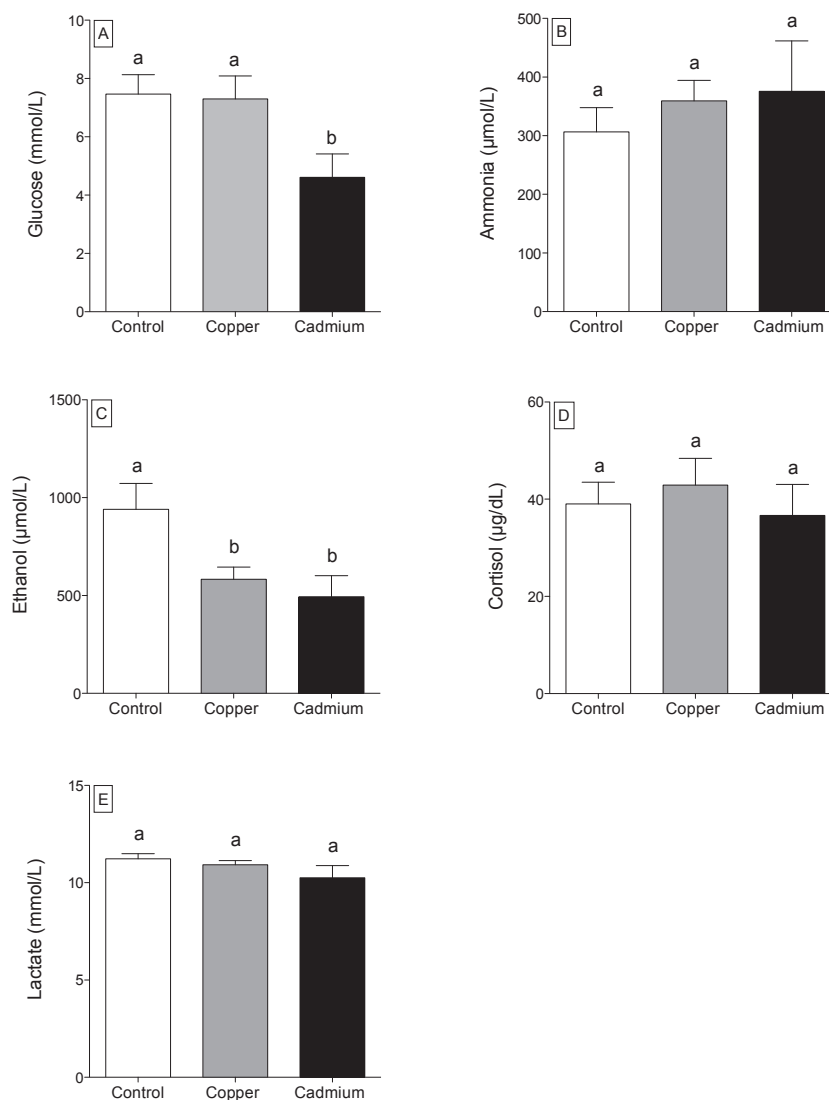 A
Glucose (mmol/L)
10
8
6
4
2
0
a
a
b
Control
Copper
Cadmium
B
Ammonia (µmol/L)
500
400
300
200
100
0
a
a
a
Control
Copper
Cadmium
C
Ethanol (µmol/L)
1500
1000
500
0
a
b
b
Control
Copper
Cadmium
D
Cortisol (µg/dL)
60
40
20
0
a
a
a
Control
Copper
Cadmium
E
Lactate (mmol/L)
15
10
5
0
a
a
a
Control
Copper
Cadmium